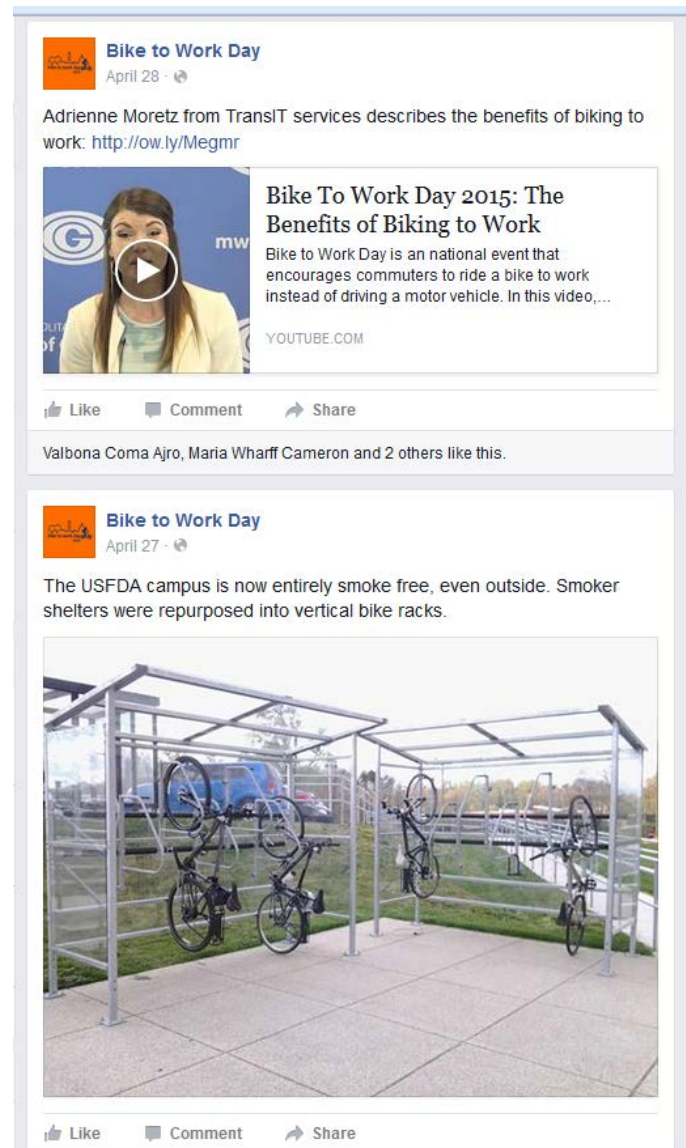 Bike to Work Day
April 28 ·
Adrienne Moretz from TransIT services describes the benefits of biking to
work: http://ow.ly/Megmr
mw
Bike To Work Day 2015: The
Benefits of Biking to Work
Bike to Work Day is an national event that
encourages commuters to ride a bike to work
instead of driving a motor vehicle. In this video,...
YOUTUBE.COM
Like Comment Share
Valbona Coma Ajro, Maria Wharff Cameron and 2 others like this.
Bike to Work Day
April 27 ·
The USFDA campus is now entirely smoke free, even outside. Smoker
shelters were repurposed into vertical bike racks.
Like Comment Share